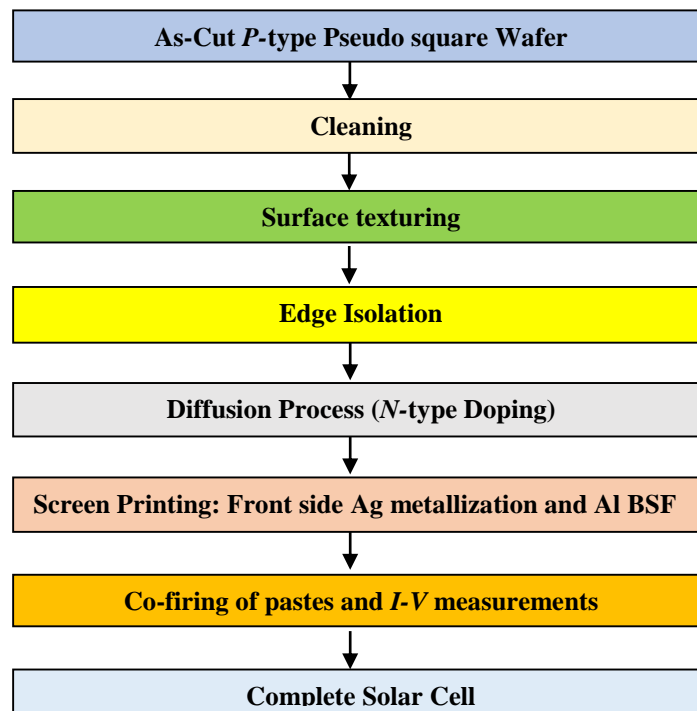 As-Cut P-type Pseudo square Wafer
Cleaning
Surface texturing
Edge Isolation
Diffusion Process (N-type Doping)
Screen Printing: Front side Ag metallization and Al BSF
Co-firing of pastes and I-V measurements
Complete Solar Cell